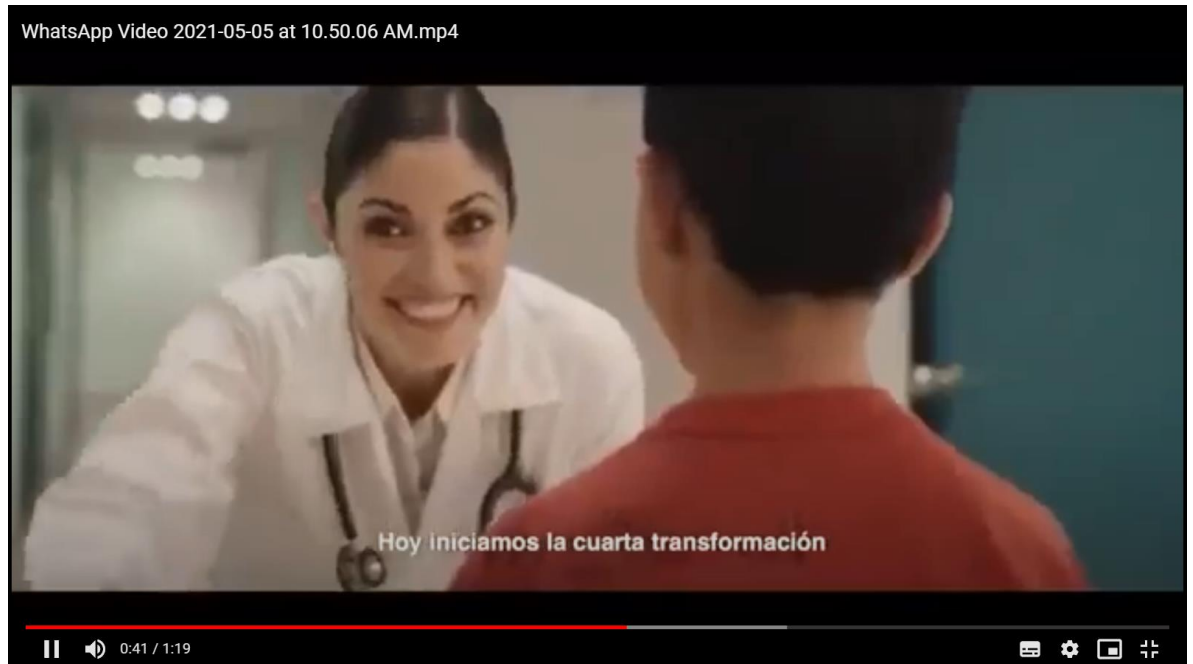 WhatsApp Video 2021-05-05 at 10.50.06 AM.mp4
Hoy iniciamos la cuarta transformación
0:41 / 1:19